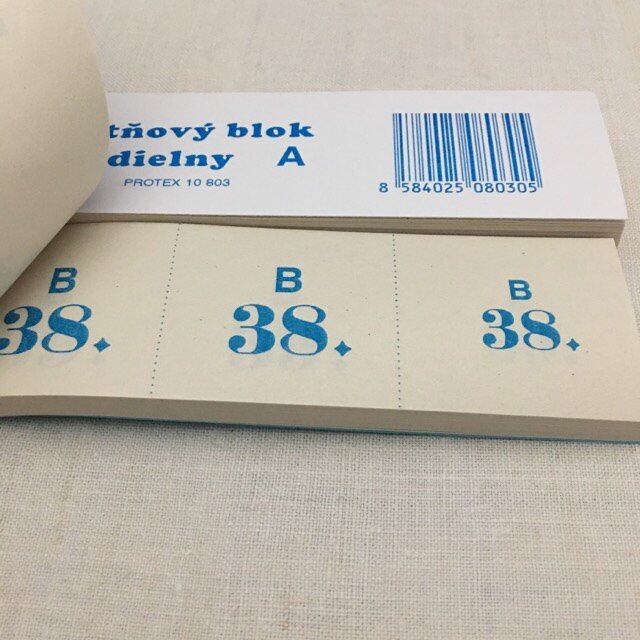 tňový blok
dielny A
PROTEX 10 803
8 584025 080305
B B B
38. 38. 38.